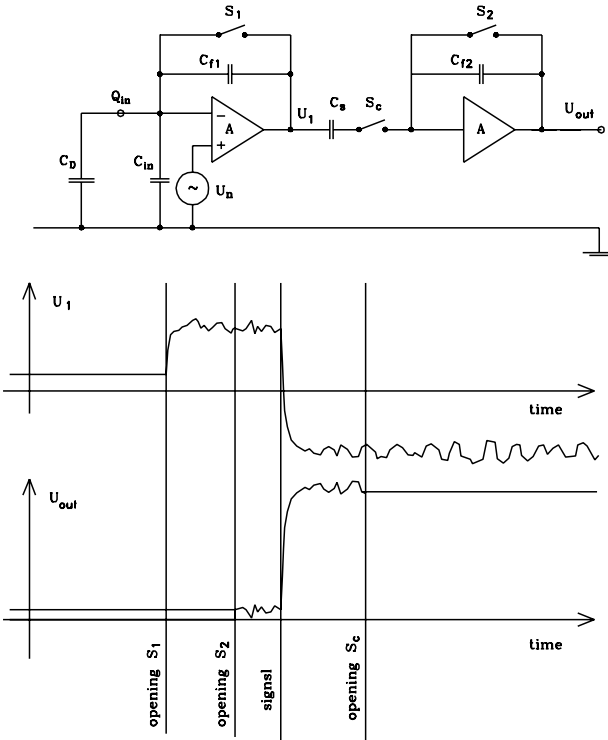 S1
S2
Cf1
Cf2
Qin
U1
Cs
Sc
Uout
A
A
−
+
CD
Cin
~
Un
U1
time
Uout
time
opening S1
opening S2
signsl
opening Sc